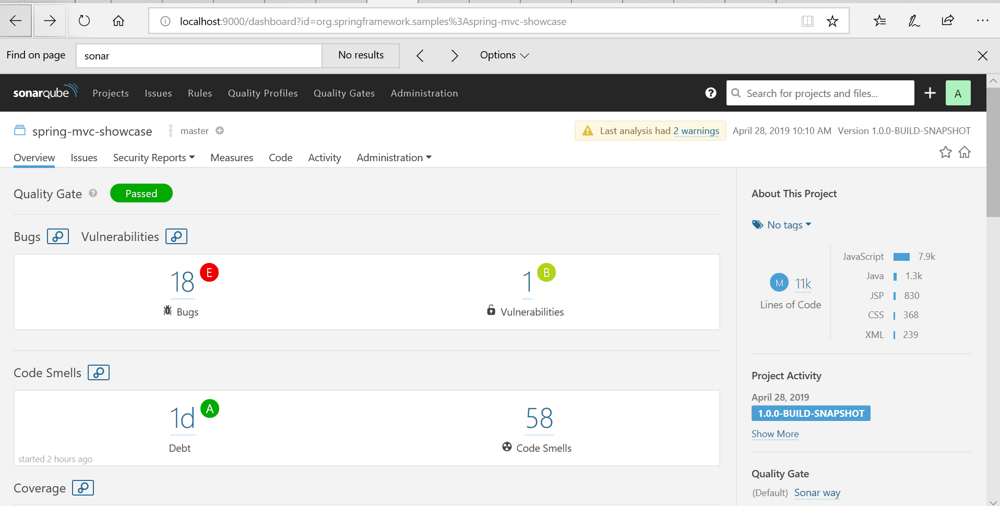 localhost:9000/dashboard?id=org.springframework.samples%3Aspring-mvc-showcase
Find on page sonar No results Options
sonarqube Projects Issues Rules Quality Profiles Quality Gates Administration ? Search for projects and files... + A
spring-mvc-showcase master Last analysis had 2 warnings April 28, 2019 10:10 AM Version 1.0.0-BUILD-SNAPSHOT
Overview Issues Security Reports Measures Code Activity Administration
Quality Gate ? Passed
Bugs Vulnerabilities
18 E
Bugs
1 B
Vulnerabilities
Code Smells
1d A
Debt
58
Code Smells
started 2 hours ago
Coverage
About This Project
No tags
M 11k
Lines of Code
JavaScript 7.9k
Java 1.3k
JSP 830
CSS 368
XML 239
Project Activity
April 28, 2019
1.0.0-BUILD-SNAPSHOT
Show More
Quality Gate
(Default) Sonar way